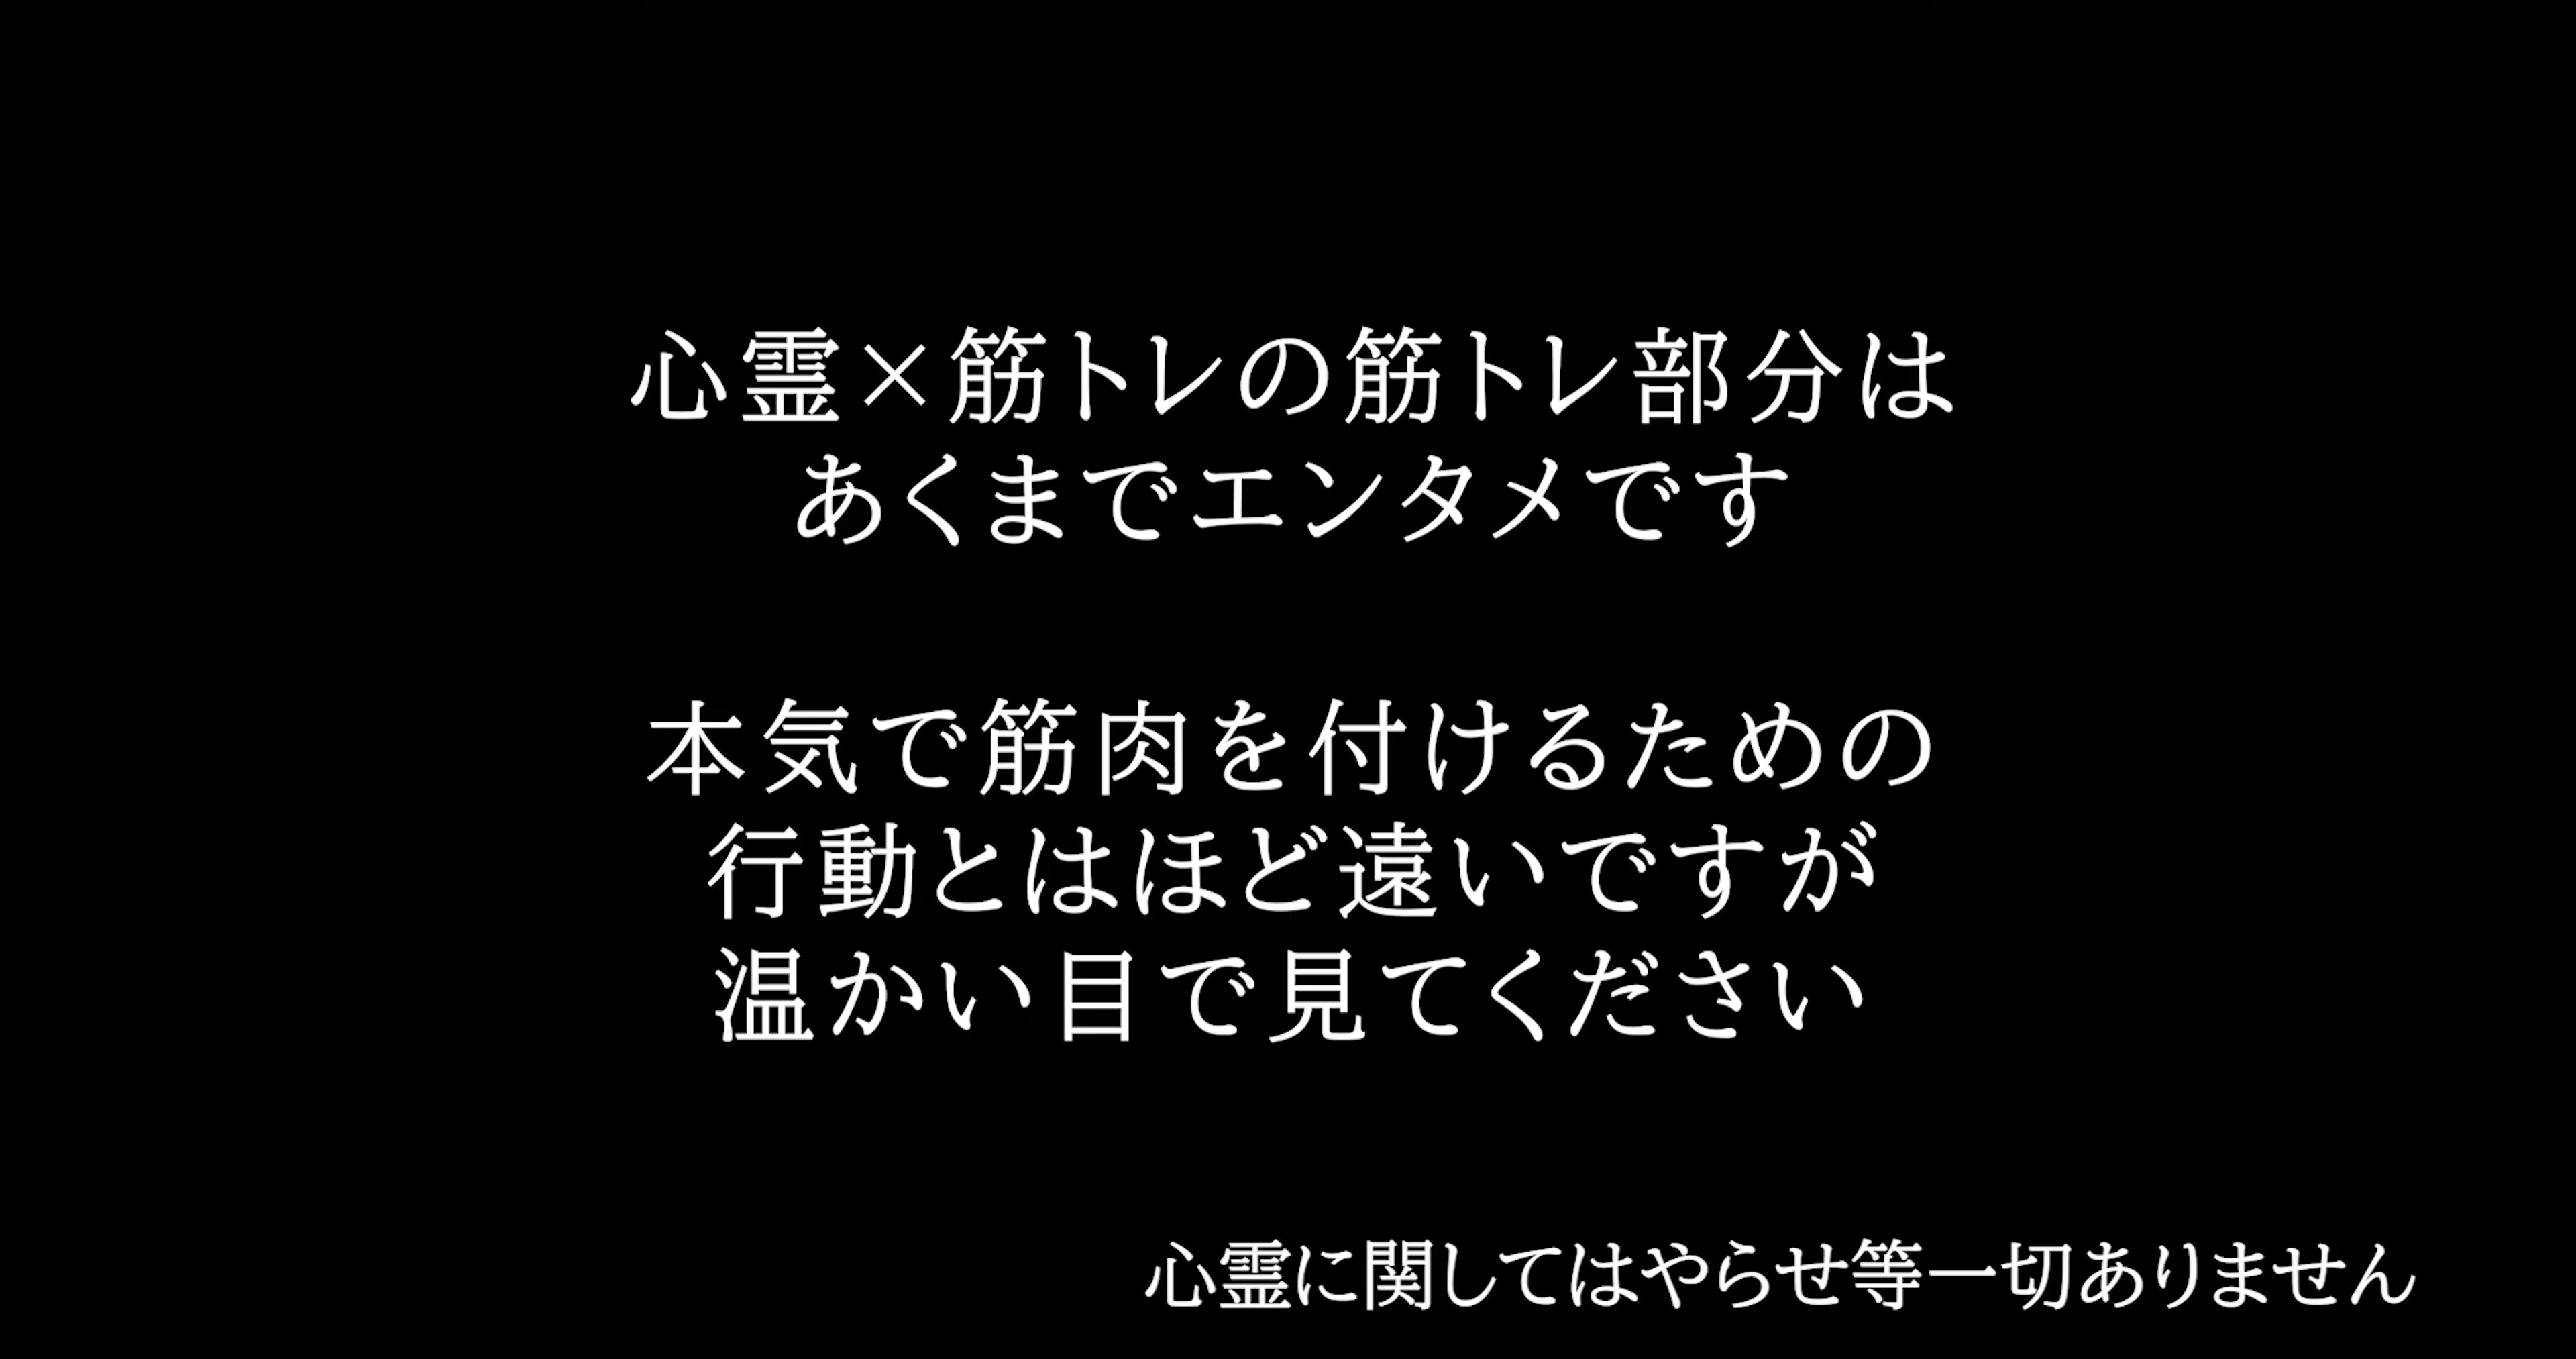 心霊×筋トレの筋トレ部分は
あくまでエンタメです
本気で筋肉を付けるための
行動とはほど遠いですが
温かい目で見てください
心霊に関してはやらせ等一切ありません